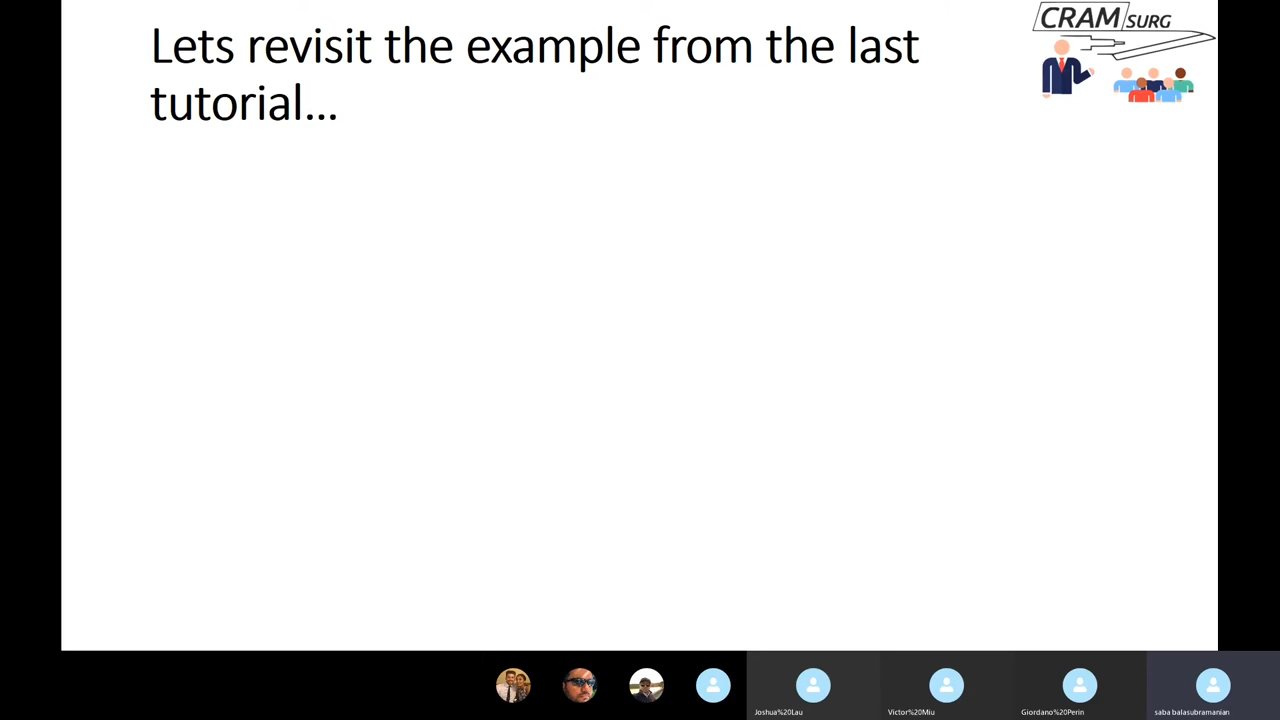 Lets revisit the example from the last
tutorial...
CRAM SURG
Joshua%20Lau
Victor%20Miu
Giordano%20Perin
saba balasubramanian